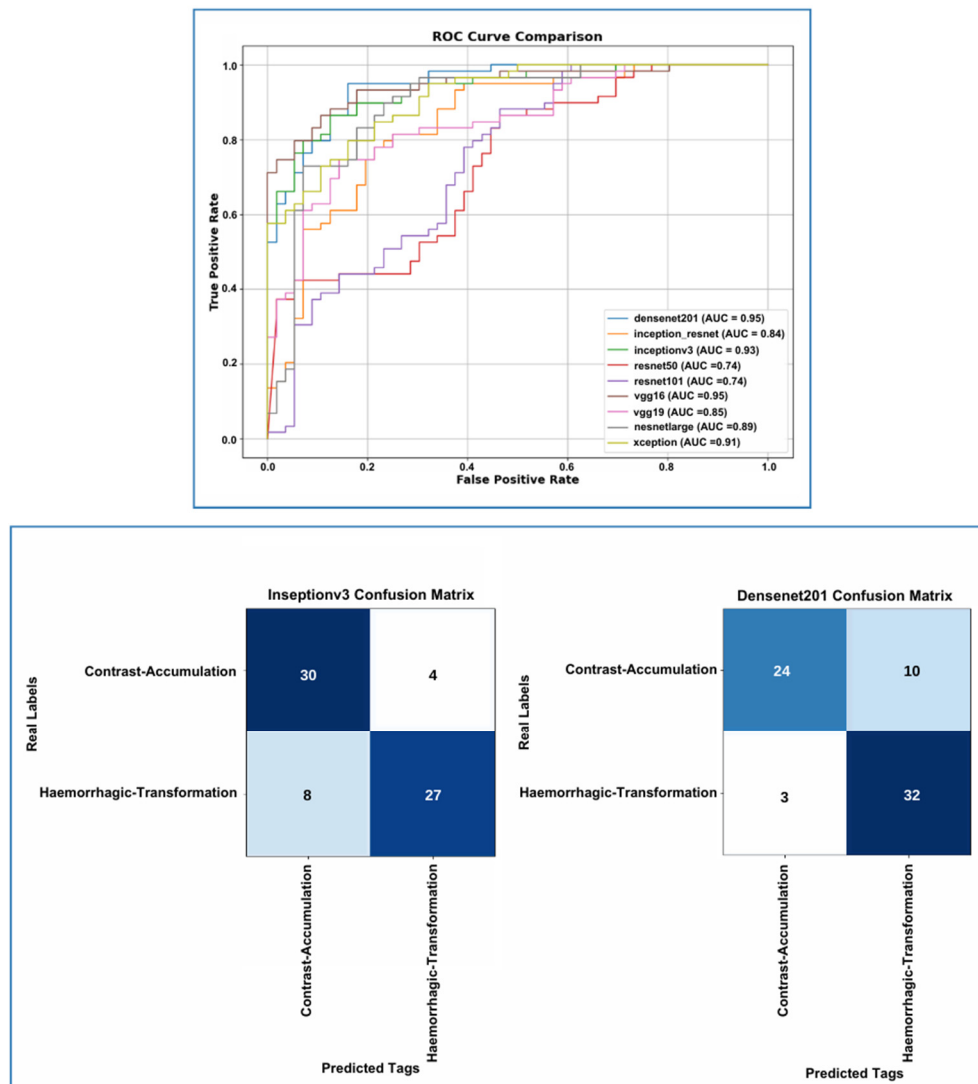 ROC Curve Comparison
True Positive Rate
1.0
0.8
0.6
0.4
0.2
0.0
densenet201 (AUC = 0.95)
inception_resnet (AUC = 0.84)
inceptionv3 (AUC = 0.93)
resnet50 (AUC =0.74)
resnet101 (AUC =0.74)
vgg16 (AUC =0.95)
vgg19 (AUC =0.85)
nesnetlarge (AUC =0.89)
xception (AUC =0.91)
0.0 0.2 0.4 0.6 0.8 1.0
False Positive Rate
Inseptionv3 Confusion Matrix
Real Labels
Contrast-Accumulation
30 4
Haemorrhagic-Transformation
8 27
Contrast-Accumulation
Haemorrhagic-Transformation
Predicted Tags
Densenet201 Confusion Matrix
Real Labels
Contrast-Accumulation
24 10
Haemorrhagic-Transformation
3 32
Contrast-Accumulation
Haemorrhagic-Transformation
Predicted Tags